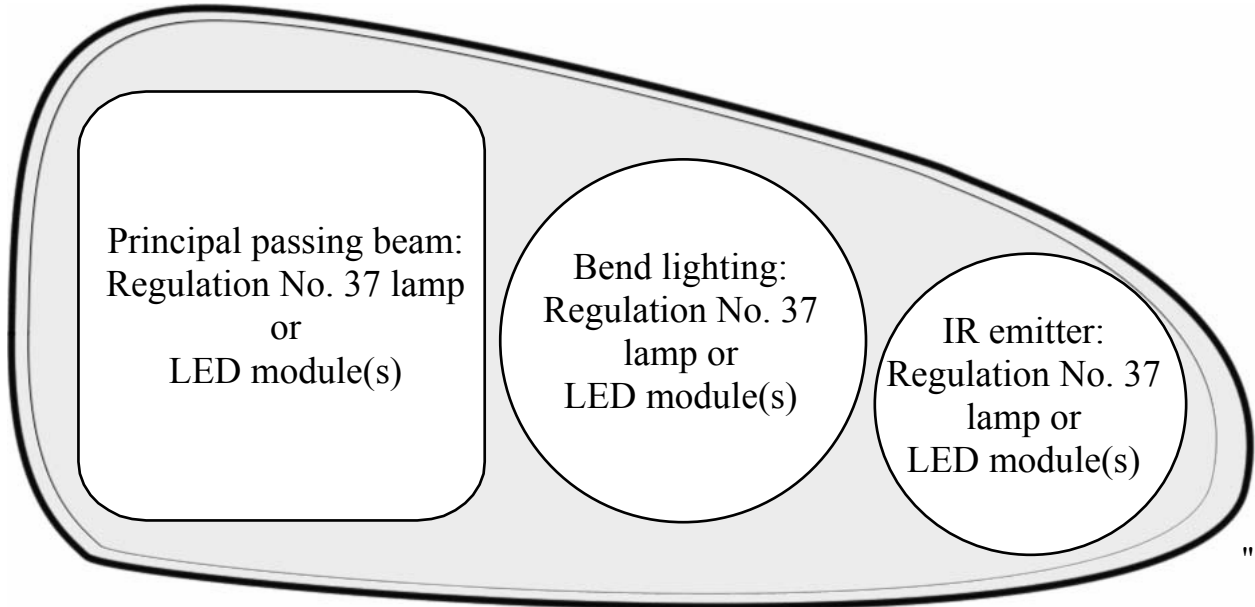 Principal passing beam:
Regulation No. 37 lamp
or
LED module(s)
Bend lighting:
Regulation No. 37
lamp or
LED module(s)
IR emitter:
Regulation No. 37
lamp or
LED module(s)
"